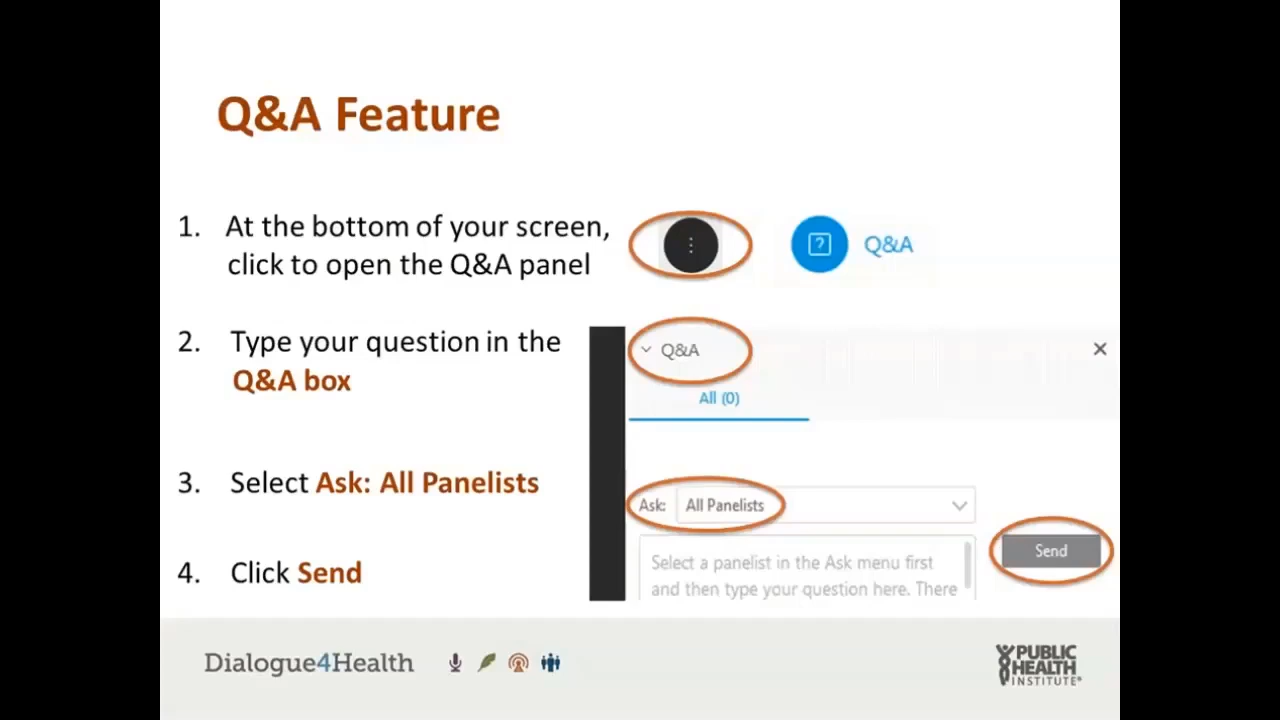 Q&A Feature
1. At the bottom of your screen,
click to open the Q&A panel
Q&A
2. Type your question in the
Q&A box
Q&A
All (0)
3. Select Ask: All Panelists
Ask: All Panelists
Send
Select a panelist in the Ask menu first
and then type your question here. There
4. Click Send
Dialogue4Health
PUBLIC
HEALTH
INSTITUTE®